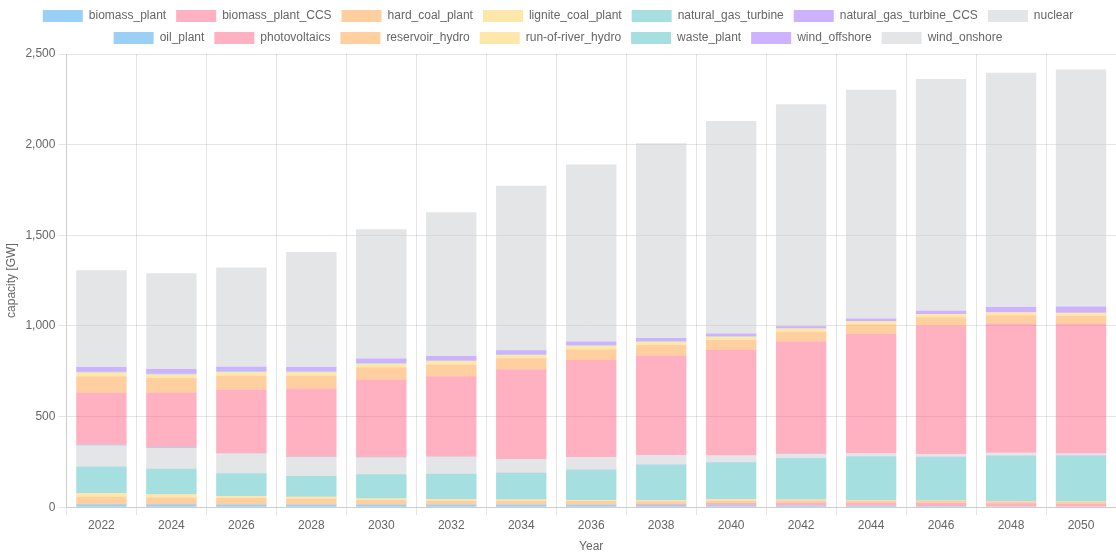 biomass_plant biomass_plant_CCS hard_coal_plant lignite_coal_plant natural_gas_turbine natural_gas_turbine_CCS nuclear
oil_plant photovoltaics reservoir_hydro run-of-river_hydro waste_plant wind_offshore wind_onshore
2,500
2,000
1,500
1,000
500
0
capacity [GW]
2022 2024 2026 2028 2030 2032 2034 2036 2038 2040 2042 2044 2046 2048 2050
Year